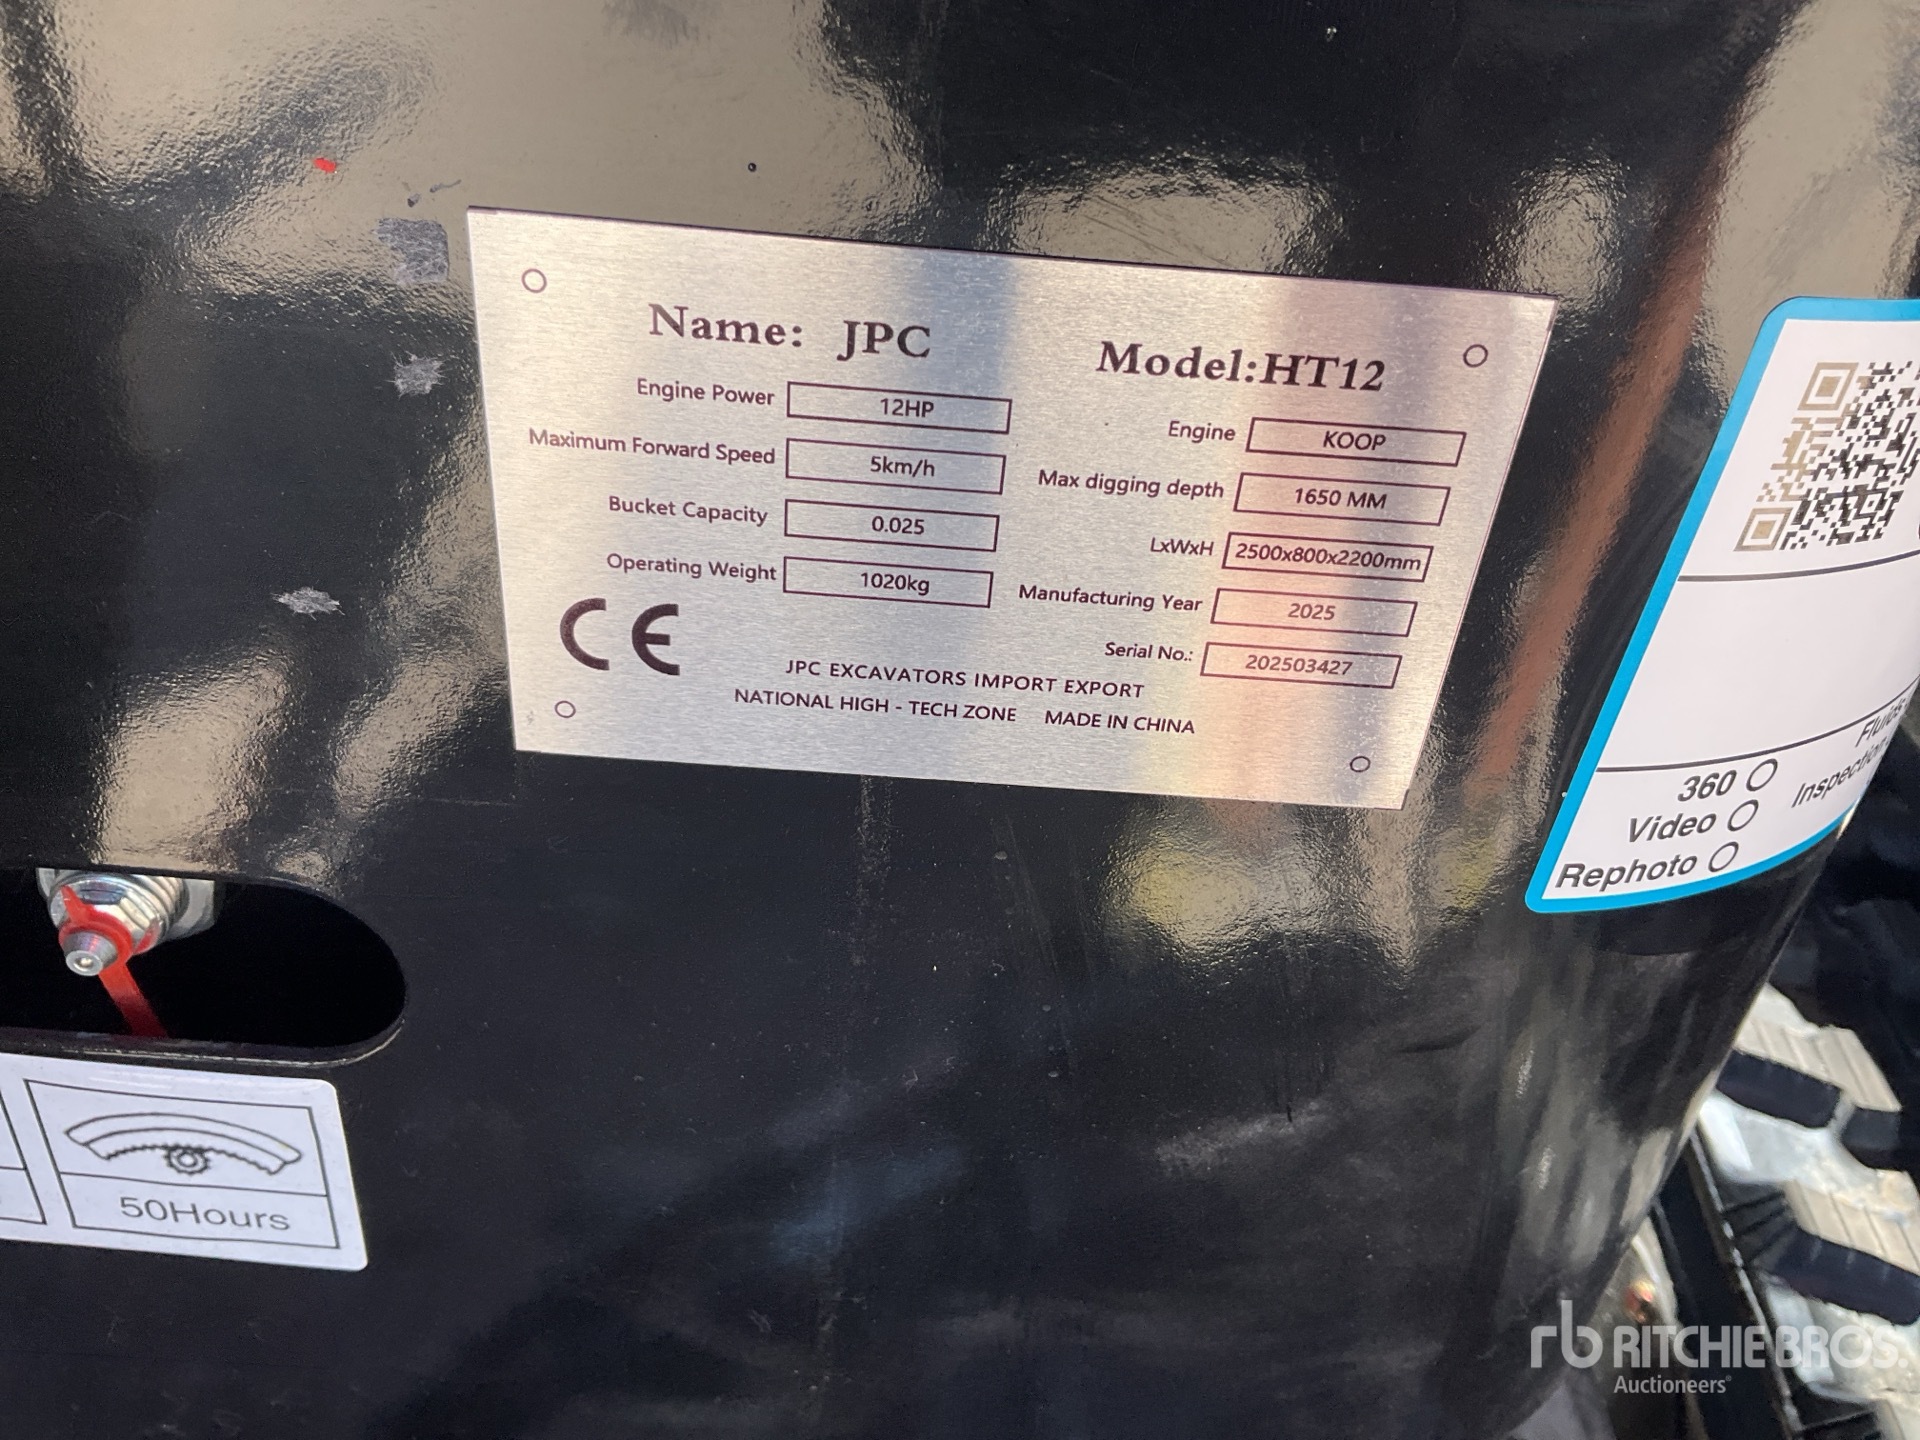 Name: JPC
Model:HT12
Engine Power 12HP
Engine KOOP
Maximum Forward Speed 5km/h
Max digging depth 1650 MM
Bucket Capacity 0.025
LxWxH 2500x800x2200mm
Operating Weight 1020kg
Manufacturing Year 2025
Serial No.: 202503427
CE
JPC EXCAVATORS IMPORT EXPORT
NATIONAL HIGH - TECH ZONE MADE IN CHINA
360
Video
Rephoto
Fluids
50Hours
rb RITCHIE BROS.
Auctioneers